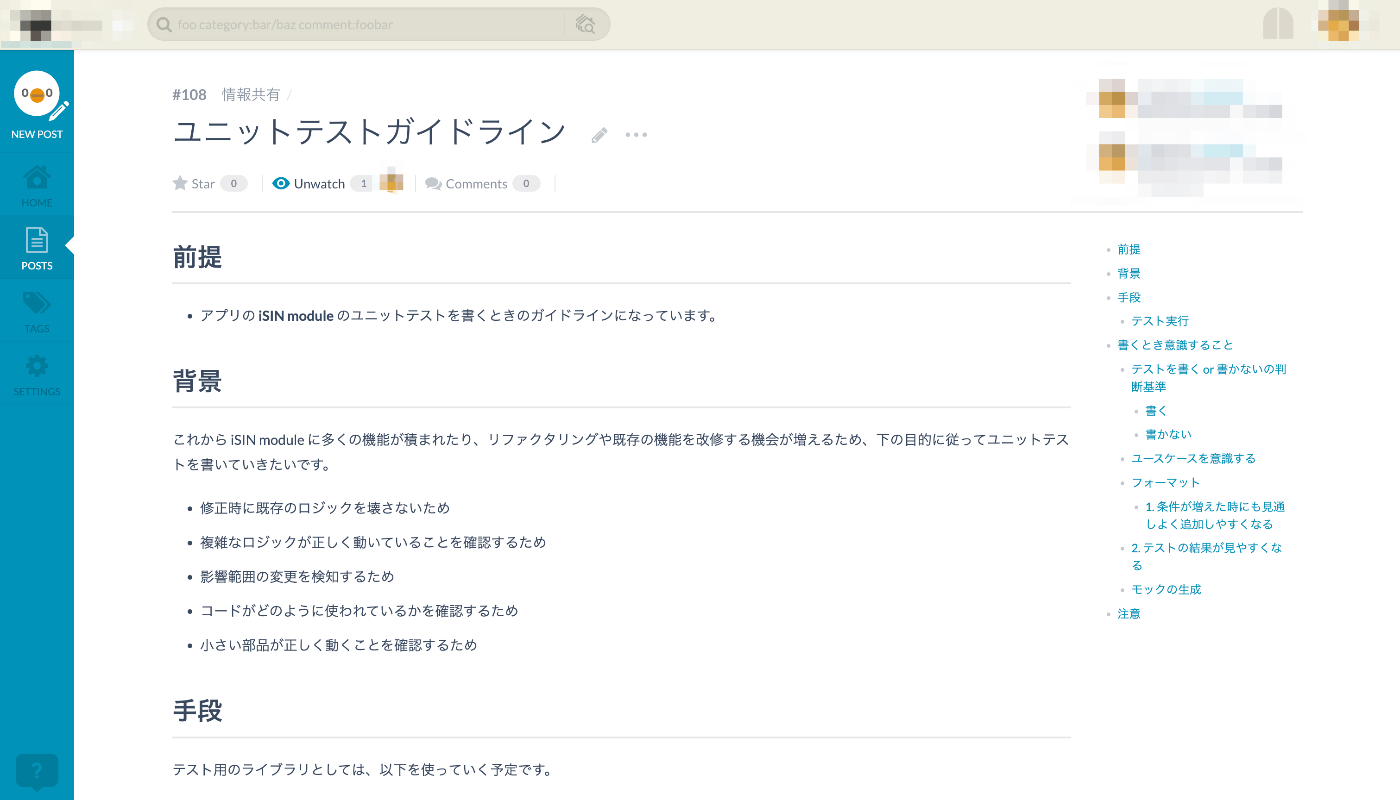 foo category:bar/baz comment:foobar
NEW POST
HOME
POSTS
TAGS
SETTINGS
?
#108 情報共有 /
ユニットテストガイドライン
Star 0
Unwatch 1
Comments 0
前提
• アプリの iSIN module のユニットテストを書くときのガイドラインになっています。
背景
これから iSIN module に多くの機能が積まれたり、リファクタリングや既存の機能を改修する機会が増えるため、下の目的に従ってユニットテス
トを書いていきたいです。
• 修正時に既存のロジックを壊さないため
• 複雑なロジックが正しく動いていることを確認するため
• 影響範囲の変更を検知するため
• コードがどのように使われているかを確認するため
• 小さい部品が正しく動くことを確認するため
手段
テスト用のライブラリとしては、以下を使っていく予定です。
• 前提
• 背景
• 手段
• テスト実行
• 書くとき意識すること
• テストを書く or 書かないの判
断基準
• 書く
• 書かない
• ユースケースを意識する
• フォーマット
• 1. 条件が増えた時にも見通
しよく追加しやすくなる
• 2. テストの結果が見やすくな
る
• モックの生成
• 注意